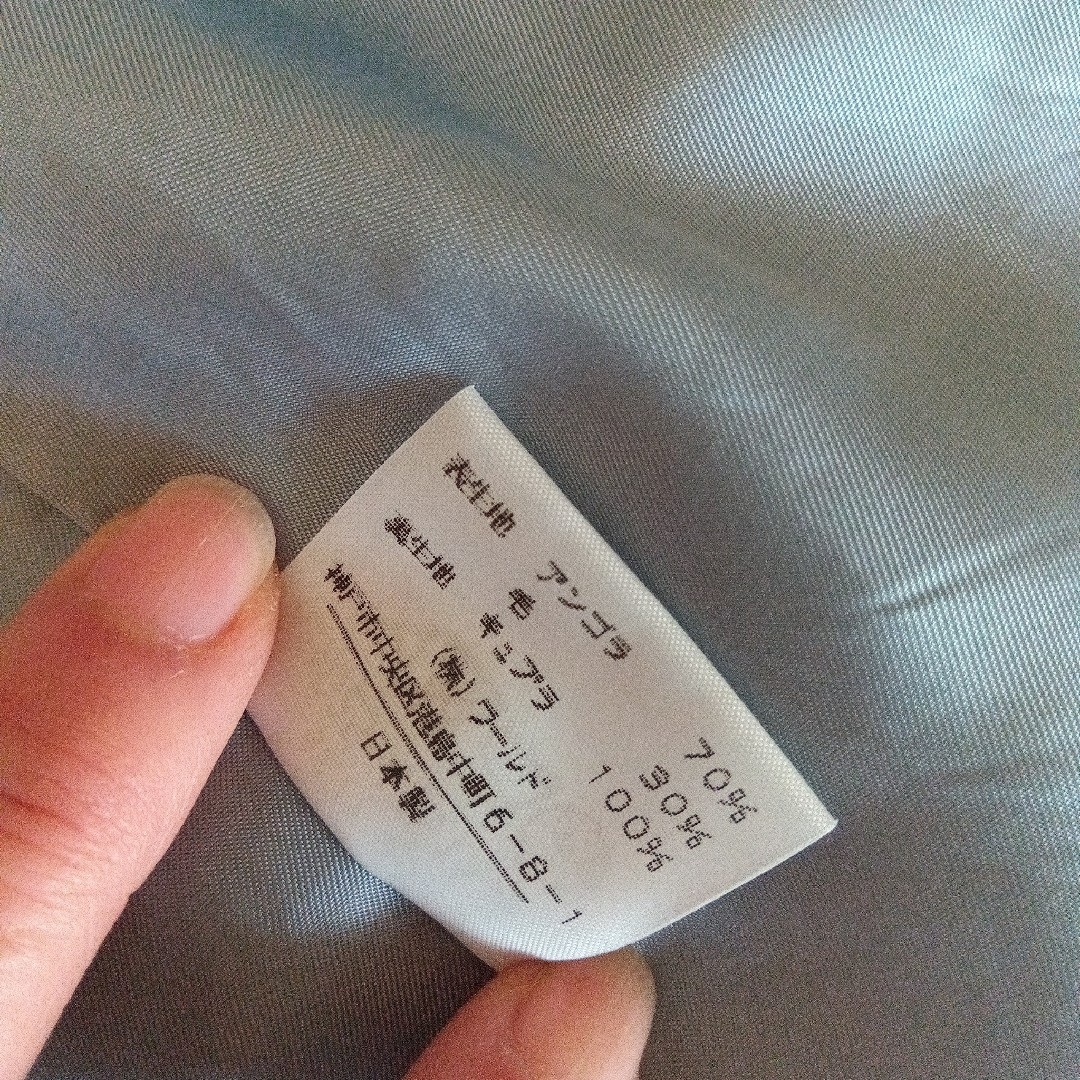 表生地 アンゴラ 70%
毛 30%
裏生地 キュプラ 100%
(株)ワールド
神戸市中央区港島中町6-8-1
日本製